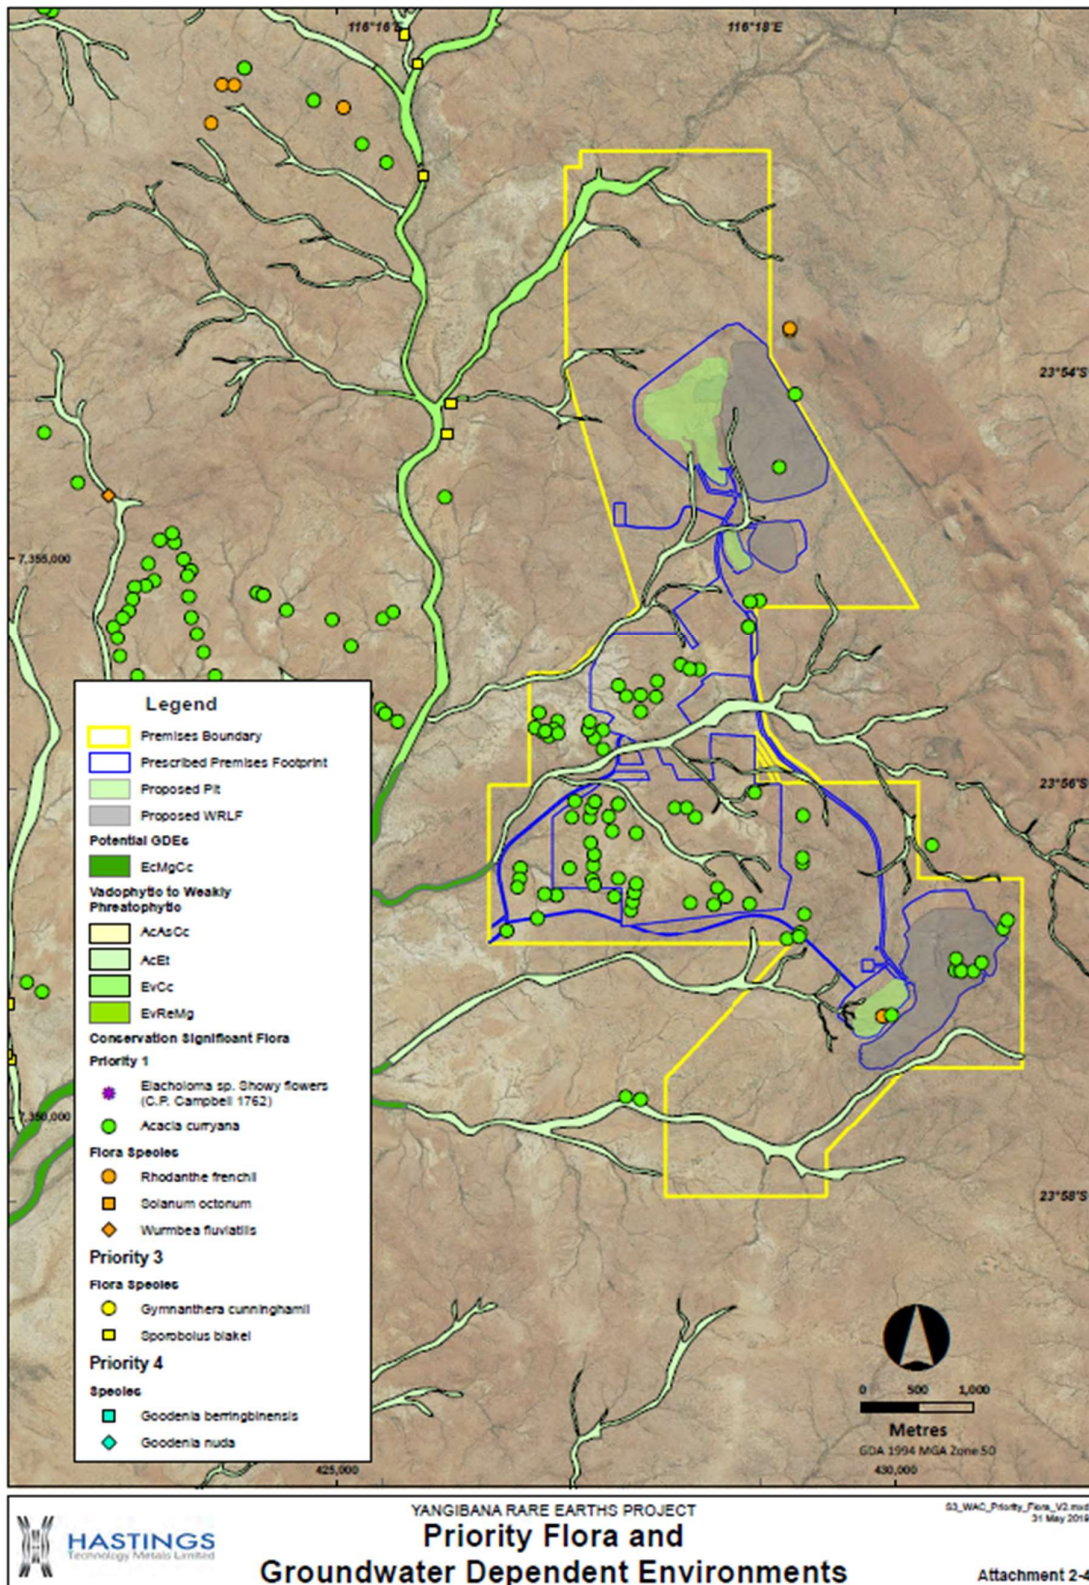 116°16'E
116°18'E
23°54'S
7,355,000
23°56'S
7,350,000
23°58'S
425,000
430,000
Legend
Premises Boundary
Prescribed Premises Footprint
Proposed Pit
Proposed WRLF
Potential GDEs
EcMgCc
Vadophytic to Weakly
Phreatophytic
AcAsCc
AcEt
EvCc
EvReMg
Conservation Significant Flora
Priority 1
Elacholoma sp. Showy flowers
(C.P. Campbell 1762)
Acacia curryana
Flora Species
Rhodanthe frenchii
Solanum octonum
Wurmbea fluviatilis
Priority 3
Flora Species
Gymnanthera cunninghamii
Sporobolus blakei
Priority 4
Species
Goodenia berringbinensis
Goodenia nuda
0 500 1,000
Metres
GDA 1994 MGA Zone 50
HASTINGS
Technology Metals Limited
YANGIBANA RARE EARTHS PROJECT
Priority Flora and
Groundwater Dependent Environments
S3_WAC_Priority_Flora_V2.mxd
31 May 2019
Attachment 2-4